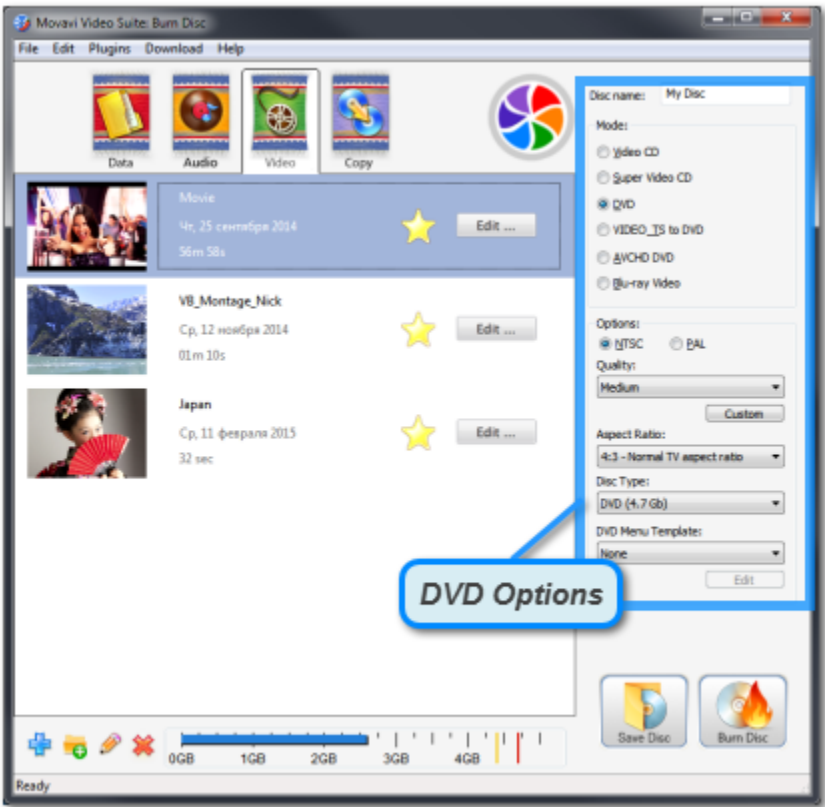 Movavi Video Suite: Burn Disc
File Edit Plugins Download Help
Data Audio Video Copy
Disc name: My Disc
Mode:
Video CD
Super Video CD
DVD
VIDEO_TS to DVD
AVCHD DVD
Blu-ray Video
Options:
NTSC PAL
Quality:
Medium
Custom
Aspect Ratio:
4:3 - Normal TV aspect ratio
Disc Type:
DVD (4.7 Gb)
DVD Menu Template:
None
Edit
Movie
Чт, 25 сентября 2014
56m 58s
Edit ...
VB_Montage_Nick
Ср, 12 ноября 2014
01m 10s
Edit ...
Japan
Ср, 11 февраля 2015
32 sec
Edit ...
DVD Options
0GB 1GB 2GB 3GB 4GB
Save Disc Burn Disc
Ready